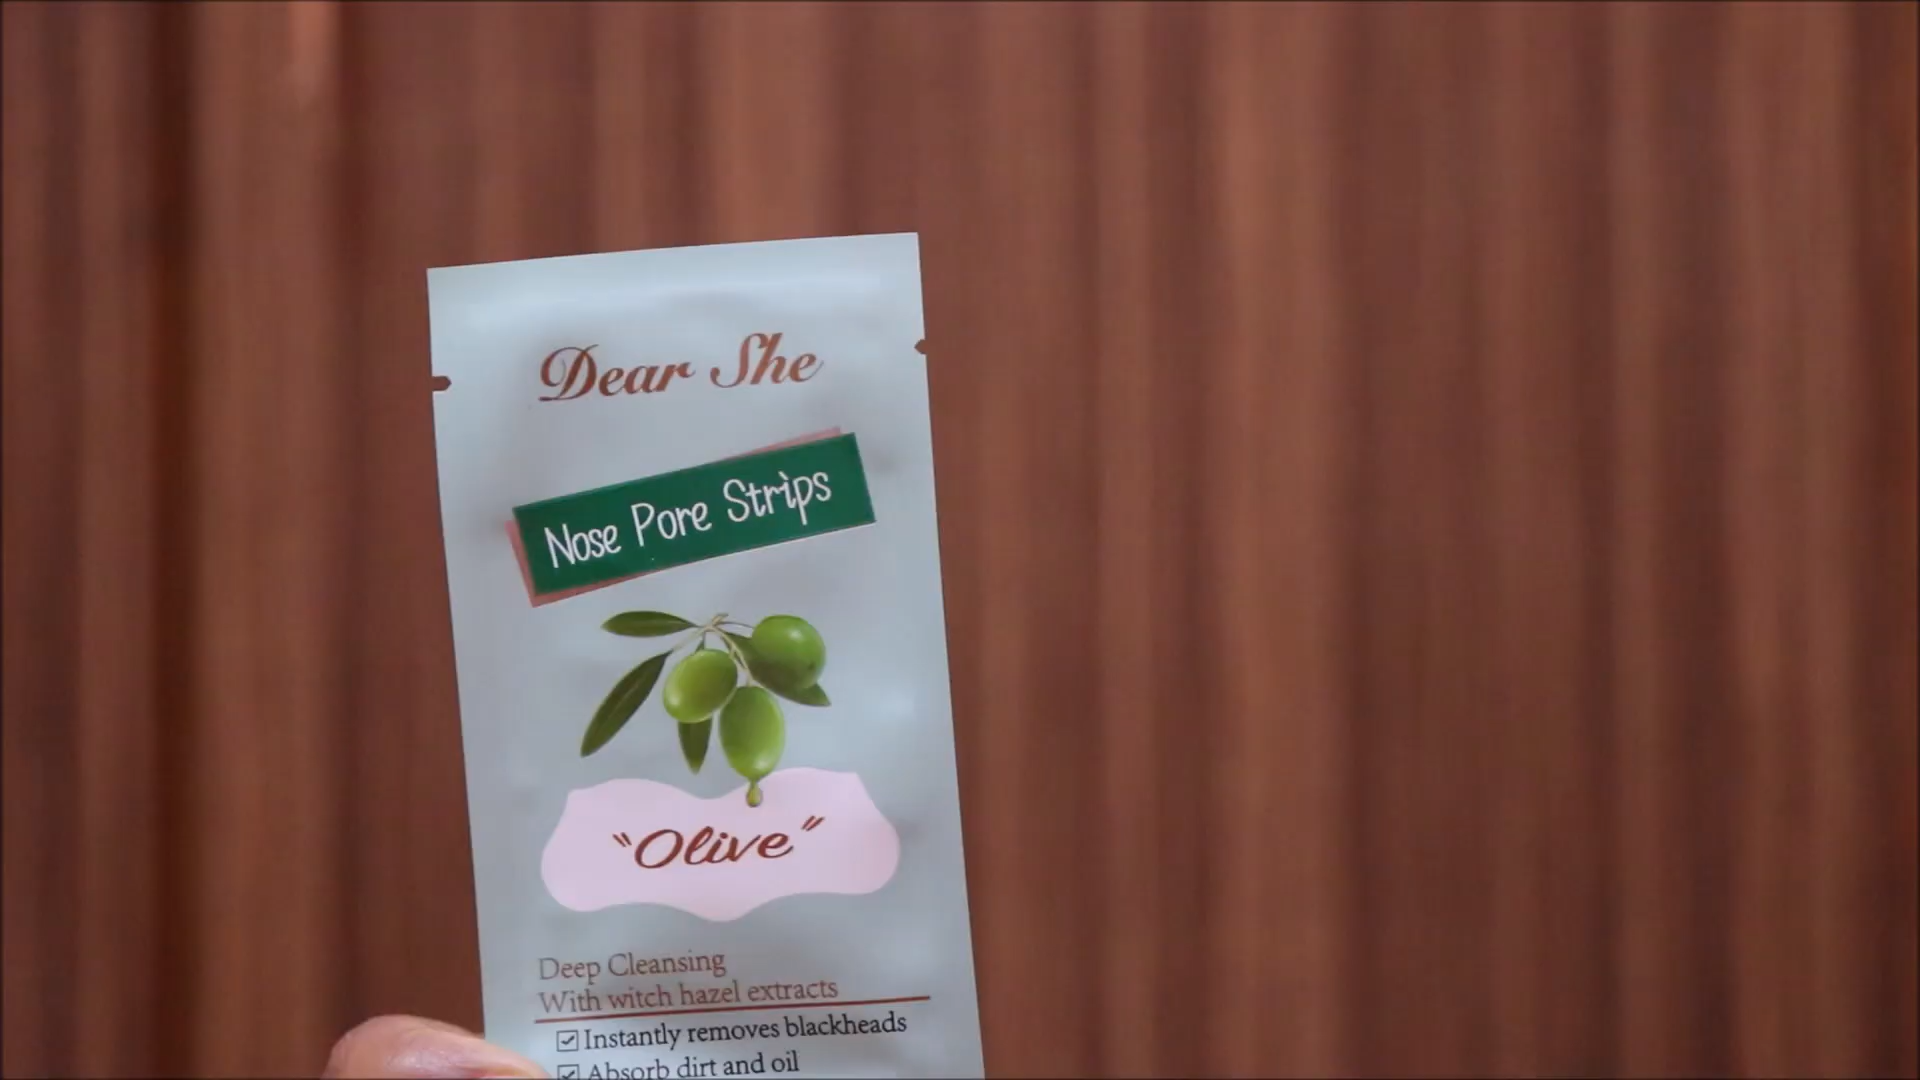 Dear She
Nose Pore Strips
"Olive"
Deep Cleansing
With witch hazel extracts
Instantly removes blackheads
Absorb dirt and oil